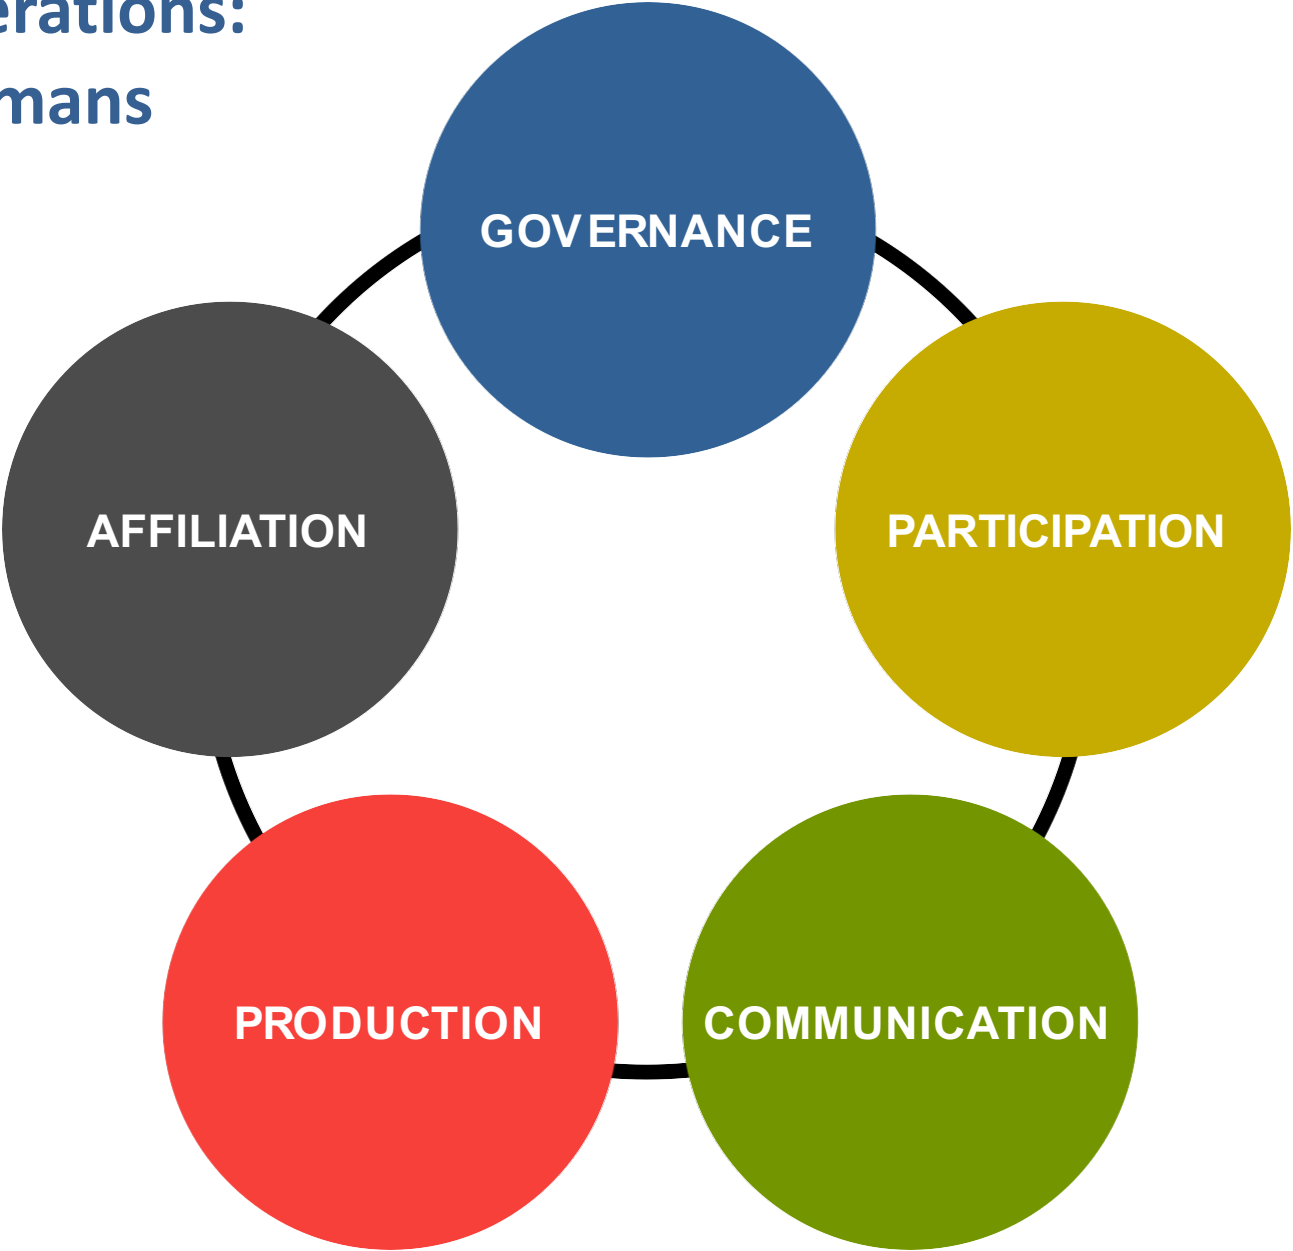 erations:
mans
GOVERNANCE
AFFILIATION
PARTICIPATION
PRODUCTION
COMMUNICATION